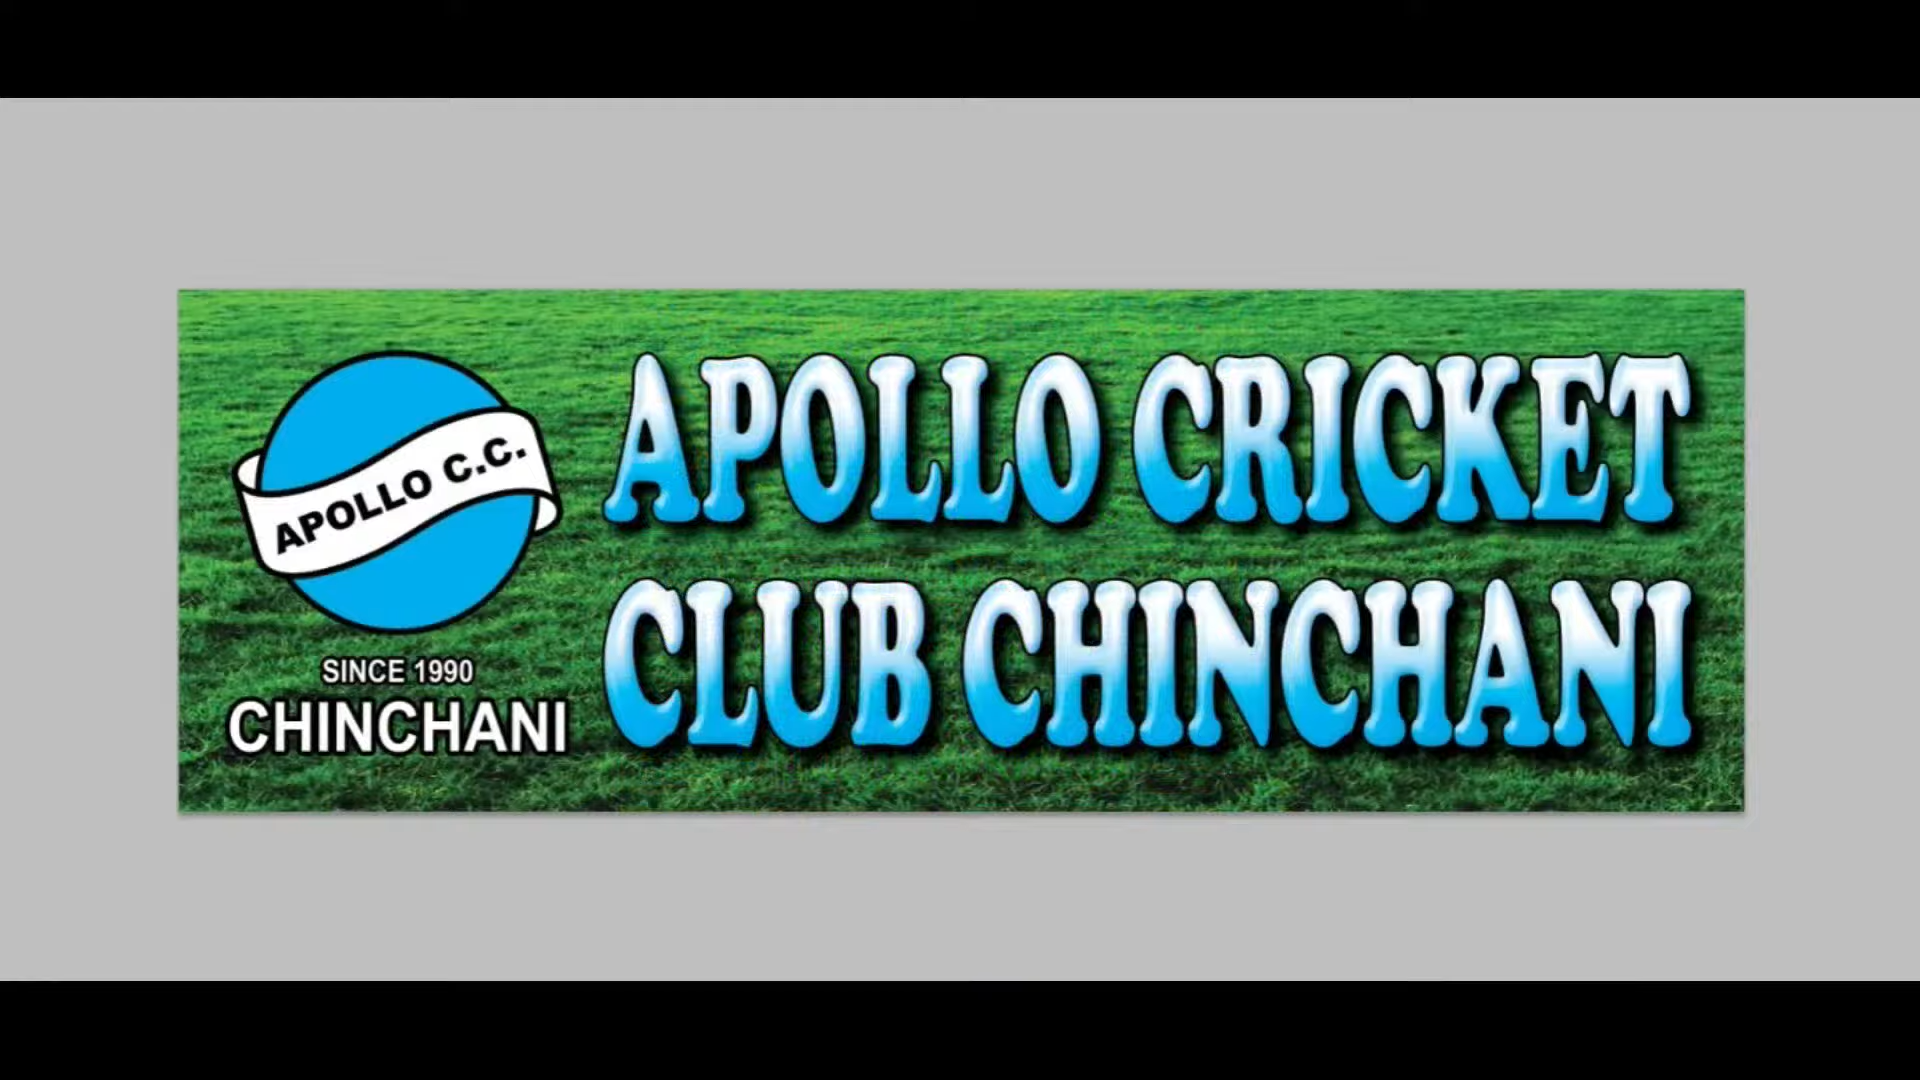 APOLLO C.C.
SINCE 1990
CHINCHANI
APOLLO CRICKET
CLUB CHINCHANI